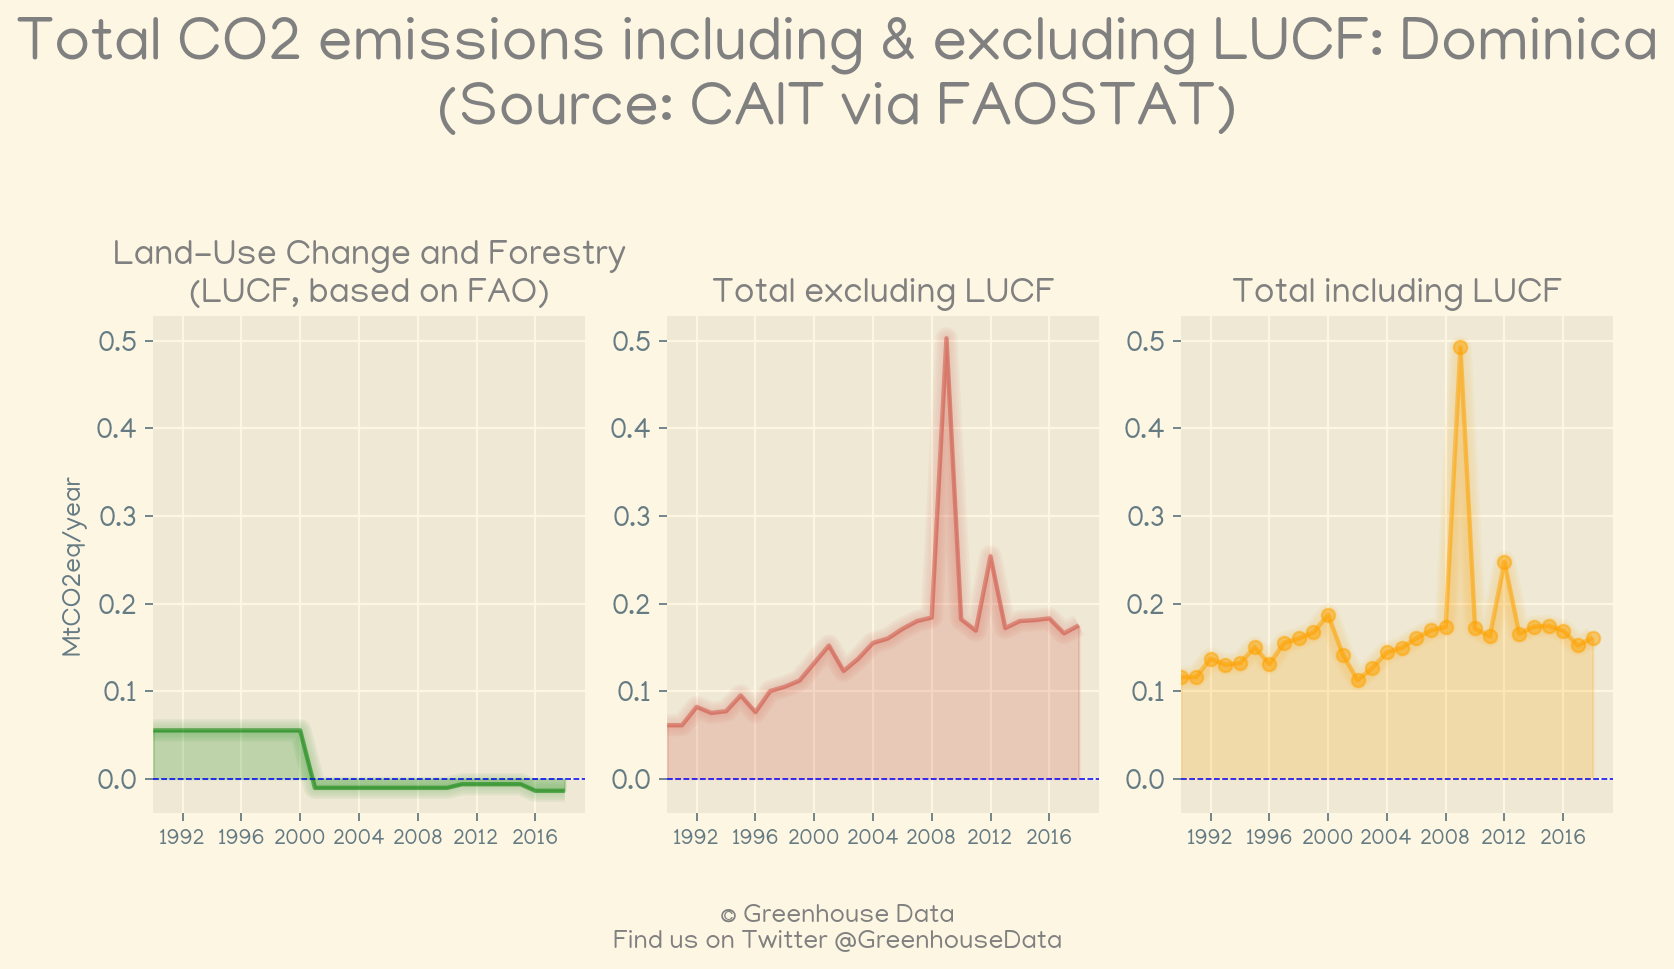 Total CO2 emissions including & excluding LUCF: Dominica
(Source: CAIT via FAOSTAT)
Land-Use Change and Forestry
(LUCF, based on FAO)
Total excluding LUCF
Total including LUCF
MtCO2eq/year
0.5
0.4
0.3
0.2
0.1
0.0
1992 1996 2000 2004 2008 2012 2016
0.5
0.4
0.3
0.2
0.1
0.0
1992 1996 2000 2004 2008 2012 2016
0.5
0.4
0.3
0.2
0.1
0.0
1992 1996 2000 2004 2008 2012 2016
© Greenhouse Data
Find us on Twitter @GreenhouseData